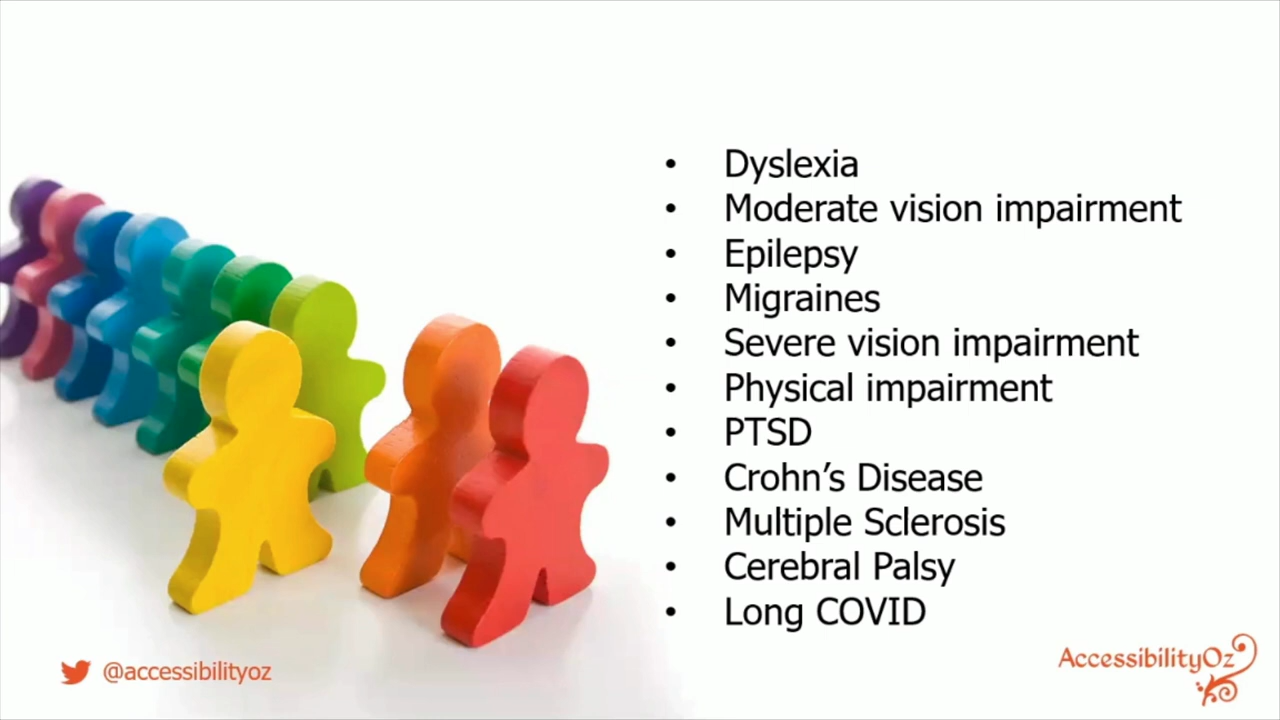 • Dyslexia
• Moderate vision impairment
• Epilepsy
• Migraines
• Severe vision impairment
• Physical impairment
• PTSD
• Crohn’s Disease
• Multiple Sclerosis
• Cerebral Palsy
• Long COVID
@accessibilityoz
AccessibilityOz